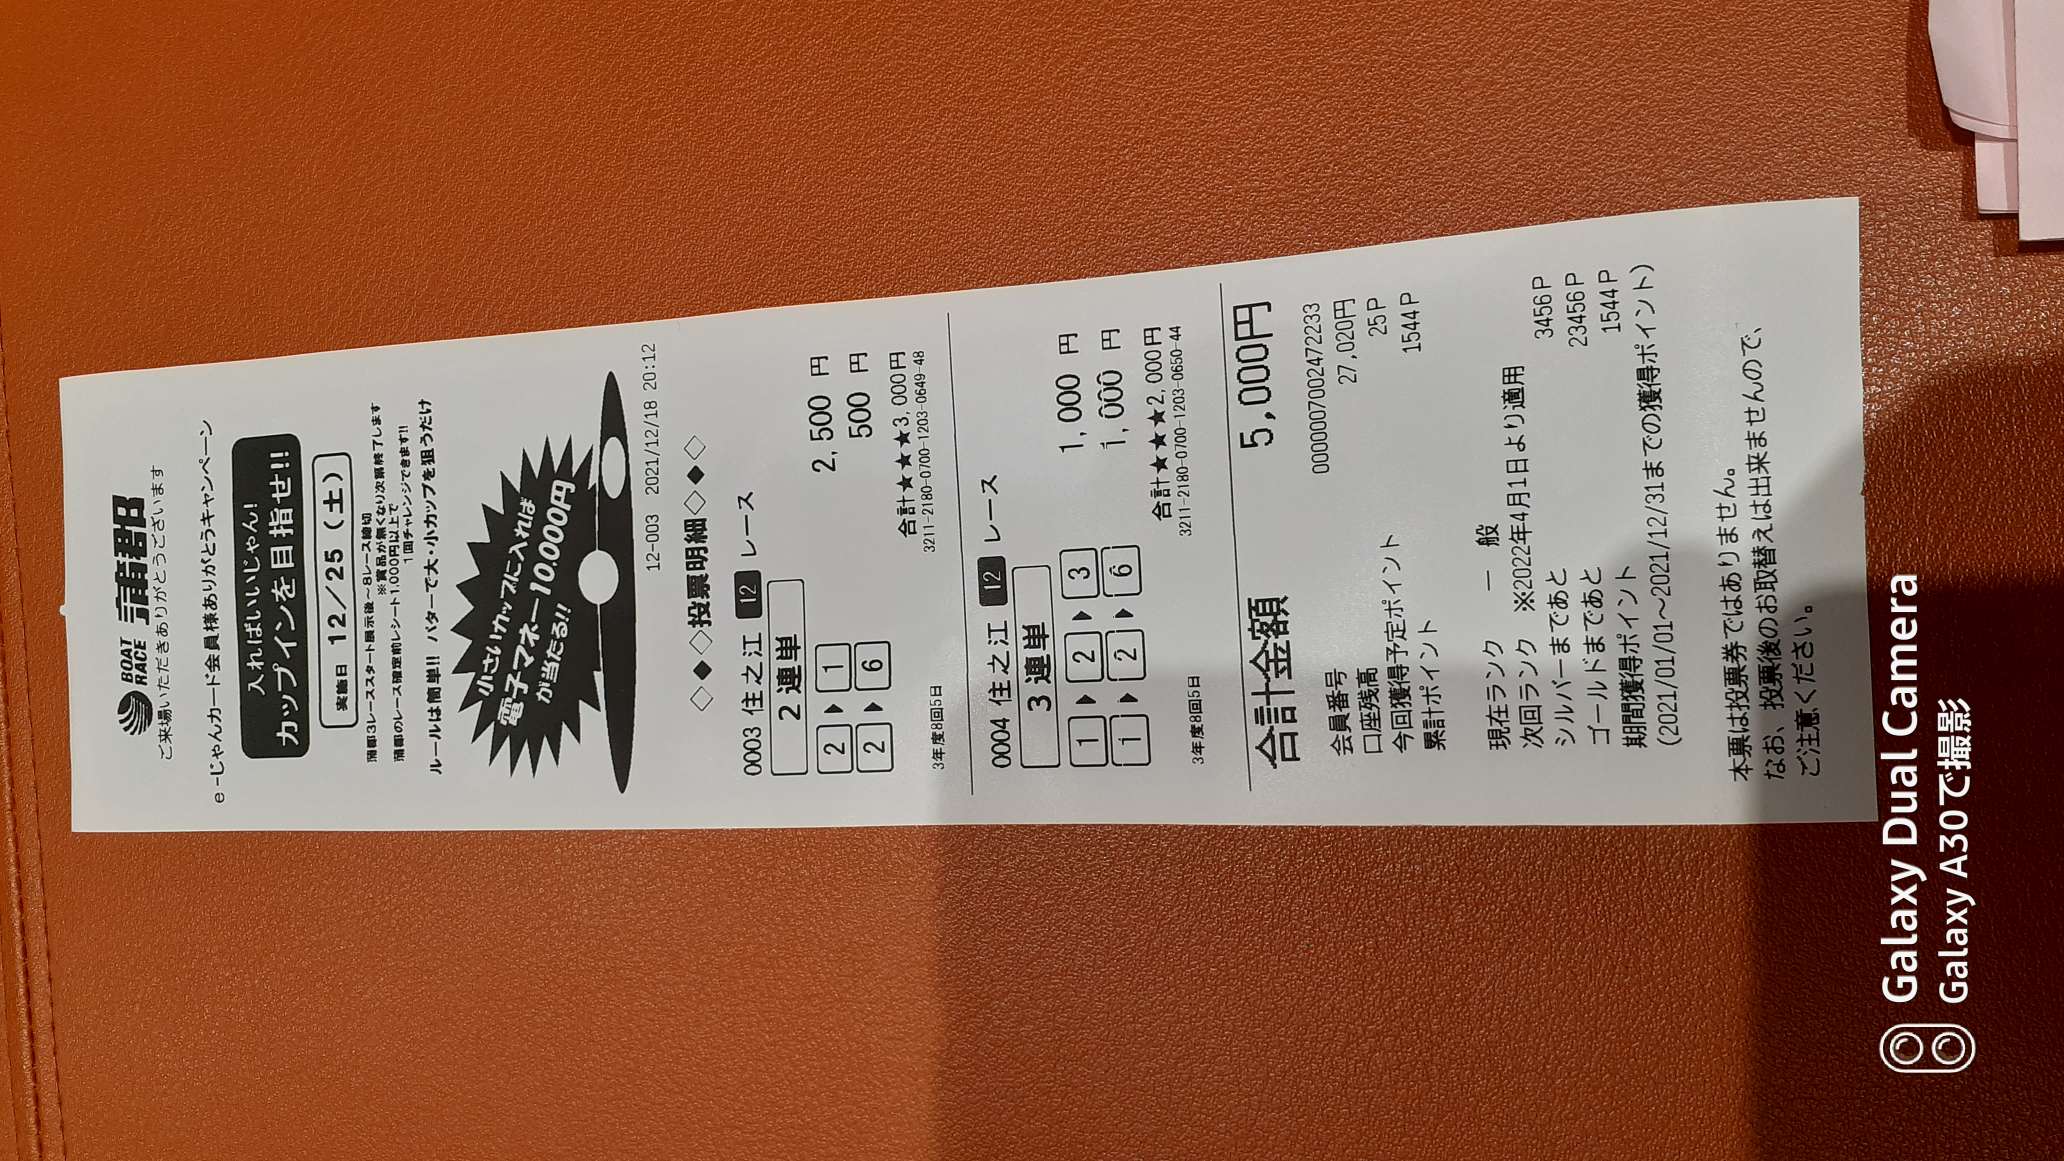 BOAT RACE 蒲郡
ご来場いただきありがとうございます
e-じゃんカード会員様ありがとうキャンペーン
入ればいいじゃん!
カップインを目指せ!!
実施日 12/25(土)
蒲郡3レーススタート展示後~8レース締切
※賞品が無くなり次第終了します
蒲郡のレース確定前レシート1,000円以上で
1回チャレンジできます!!
ルールは簡単!! パターで大・小カップを狙うだけ
小さいカップに入れば
電子マネー10,000円
が当たる!!
12-003 2021/12/18 20:12
◇◆◇投票明細◇◆◇
0003 住之江 12 レース
2連単
2 ▶ 1 2,500 円
2 ▶ 6 500 円
合計★★★★3,000円
3年度8回5日 3211-2180-0700-1203-0649-48
0004 住之江 12 レース
3連単
1 ▶ 2 ▶ 3 1,000 円
1 ▶ 2 ▶ 6 1,000 円
合計★★★★2,000円
3年度8回5日 3211-2180-0700-1203-0650-44
合計金額 5,000円
会員番号 0000007002472233
口座残高 27,020円
今回獲得予定ポイント 25P
累計ポイント 1544P
現在ランク 一 般
次回ランク ※2022年4月1日より適用
シルバーまであと 3456P
ゴールドまであと 23456P
期間獲得ポイント 1544P
(2021/01/01~2021/12/31までの獲得ポイント)
本票は投票券ではありません。
なお、投票後のお取替えは出来ませんので、
ご注意ください。
Galaxy Dual Camera
Galaxy A30で撮影